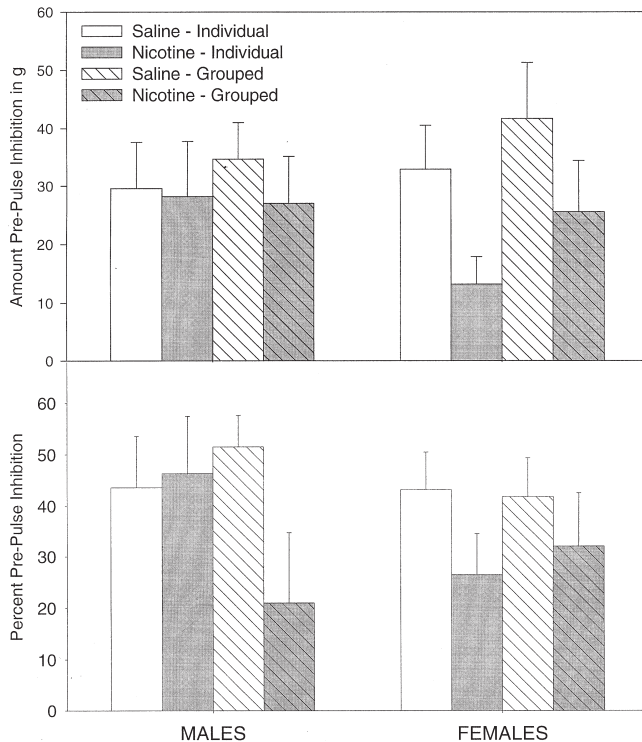 60
50
40
30
20
10
0
Amount Pre-Pulse Inhibition in g
Saline - Individual
Nicotine - Individual
Saline - Grouped
Nicotine - Grouped
60
50
40
30
20
10
0
Percent Pre-Pulse Inhibition
MALES FEMALES